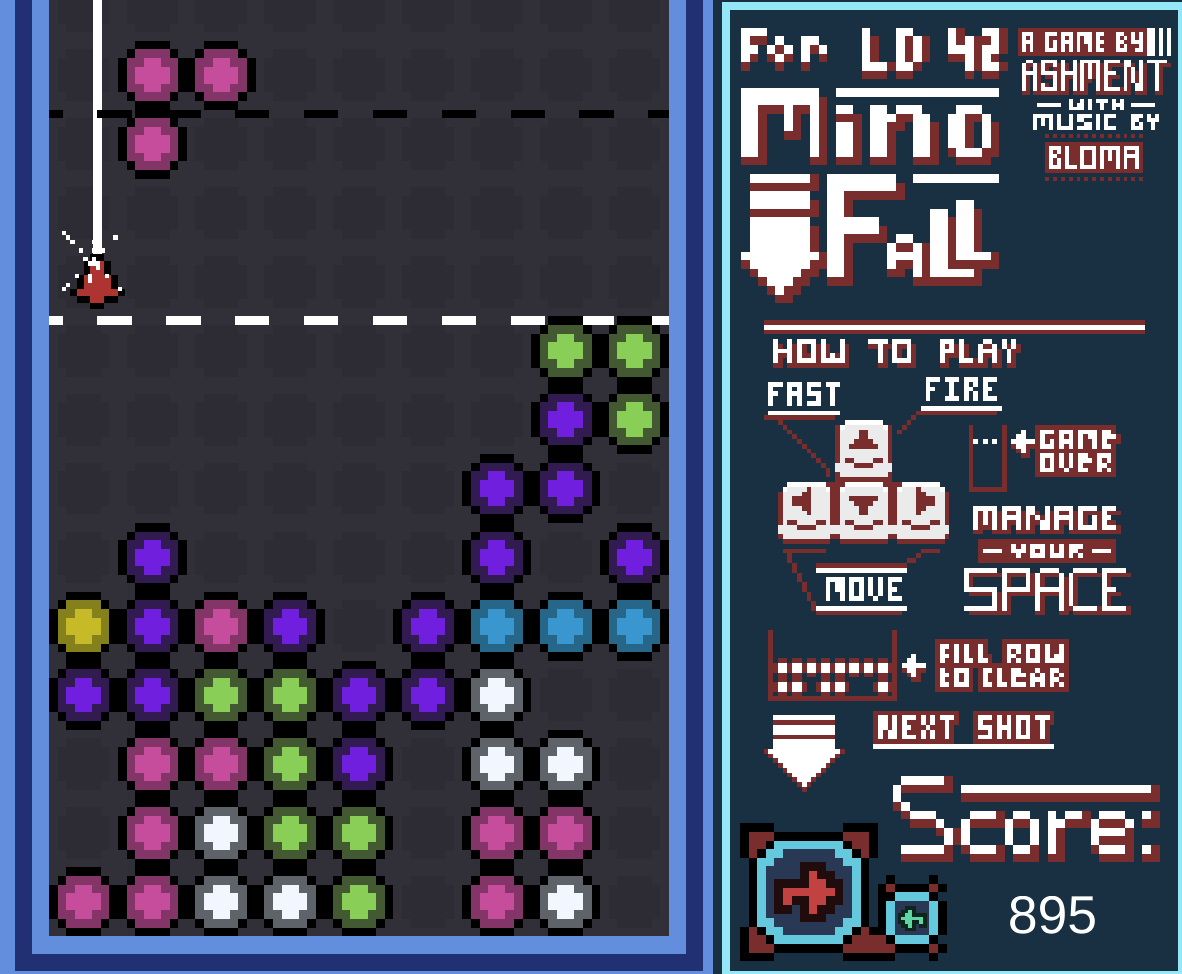 For LD 42
A GAME BY
ASHMENT
WITH
MUSIC BY
BLOMA
Mino
Fall
HOW TO PLAY
FAST
FIRE
GAME
OVER
MANAGE
YOUR
SPACE
MOVE
FILL ROW
TO CLEAR
NEXT SHOT
Score:
895